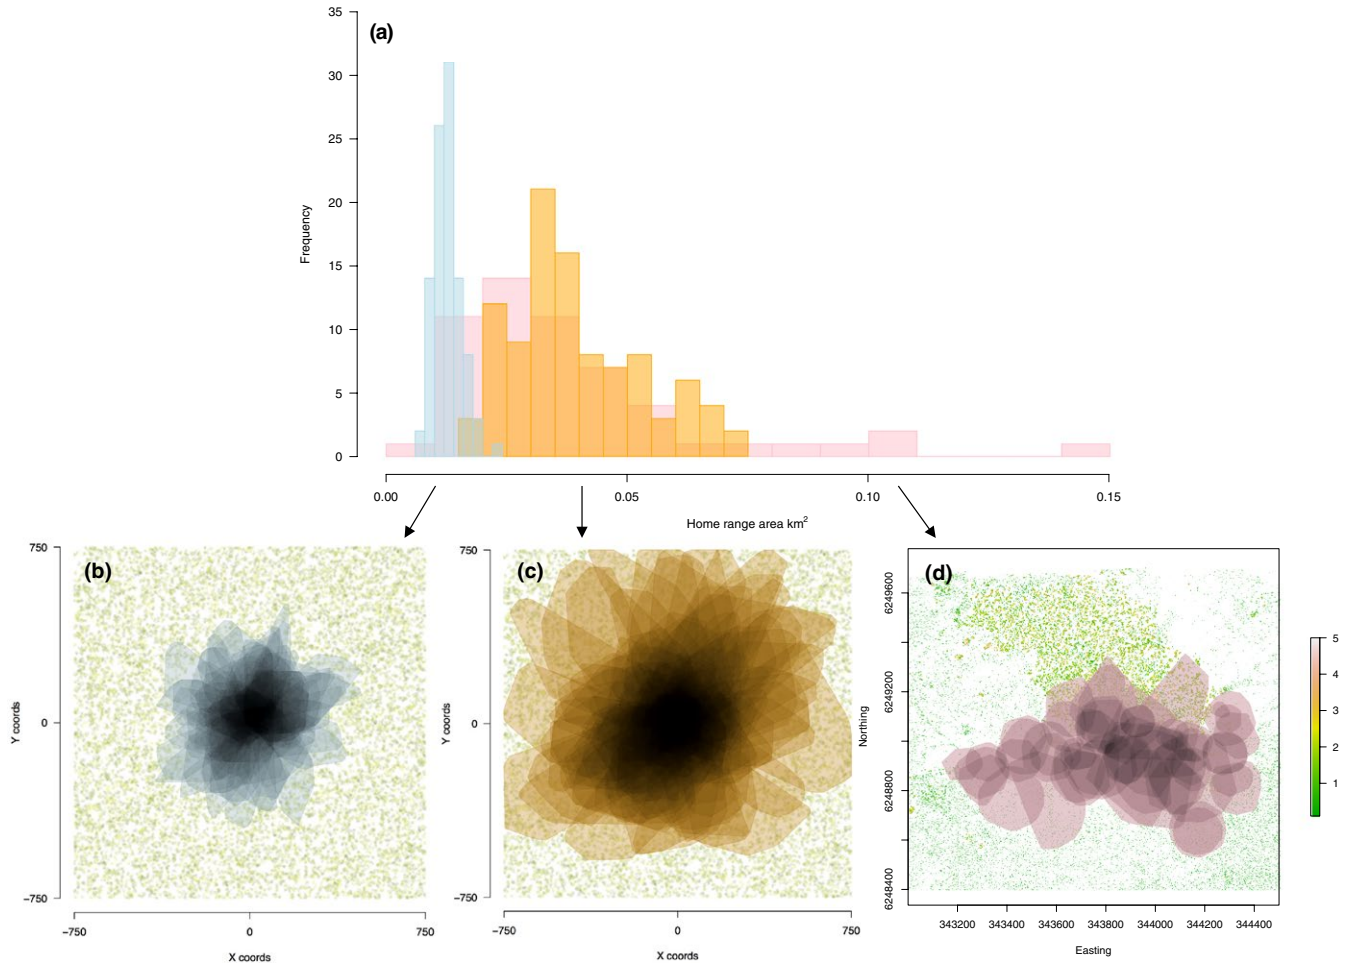 (a)
35
30
25
20
15
10
5
0
Frequency
0.00 0.05 0.10 0.15
Home range area km²
(b)
750
0
−750
Y coords
−750 0 750
X coords
(c)
750
0
−750
Y coords
−750 0 750
X coords
(d)
6249600
6249200
6248800
6248400
Northing
343200 343400 343600 343800 344000 344200 344400
Easting
5
4
3
2
1